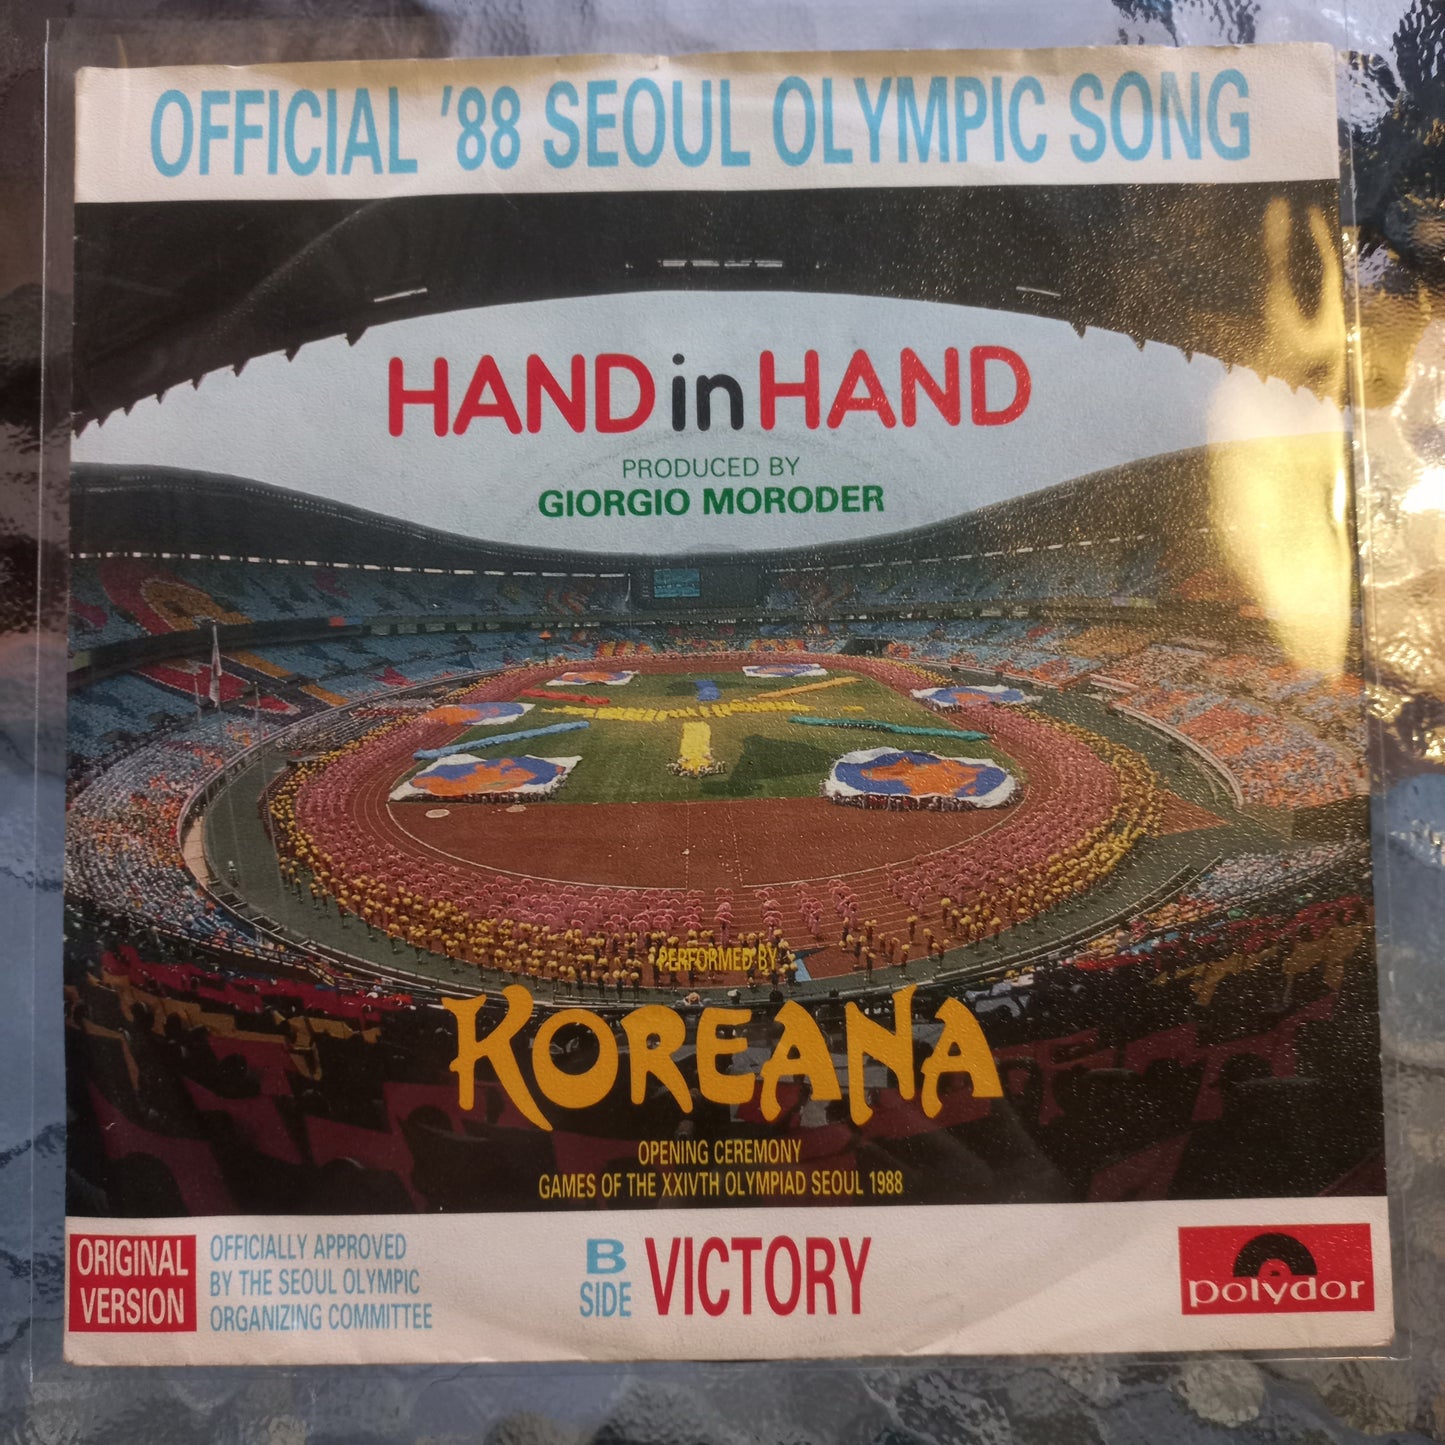 OFFICIAL '88 SEOUL OLYMPIC SONG
HAND in HAND
PRODUCED BY
GIORGIO MORODER
PERFORMED BY
KOREANA
OPENING CEREMONY
GAMES OF THE XXIVTH OLYMPIAD SEOUL 1988
ORIGINAL
VERSION
OFFICIALLY APPROVED
BY THE SEOUL OLYMPIC
ORGANIZING COMMITTEE
B
SIDE
VICTORY
polydor